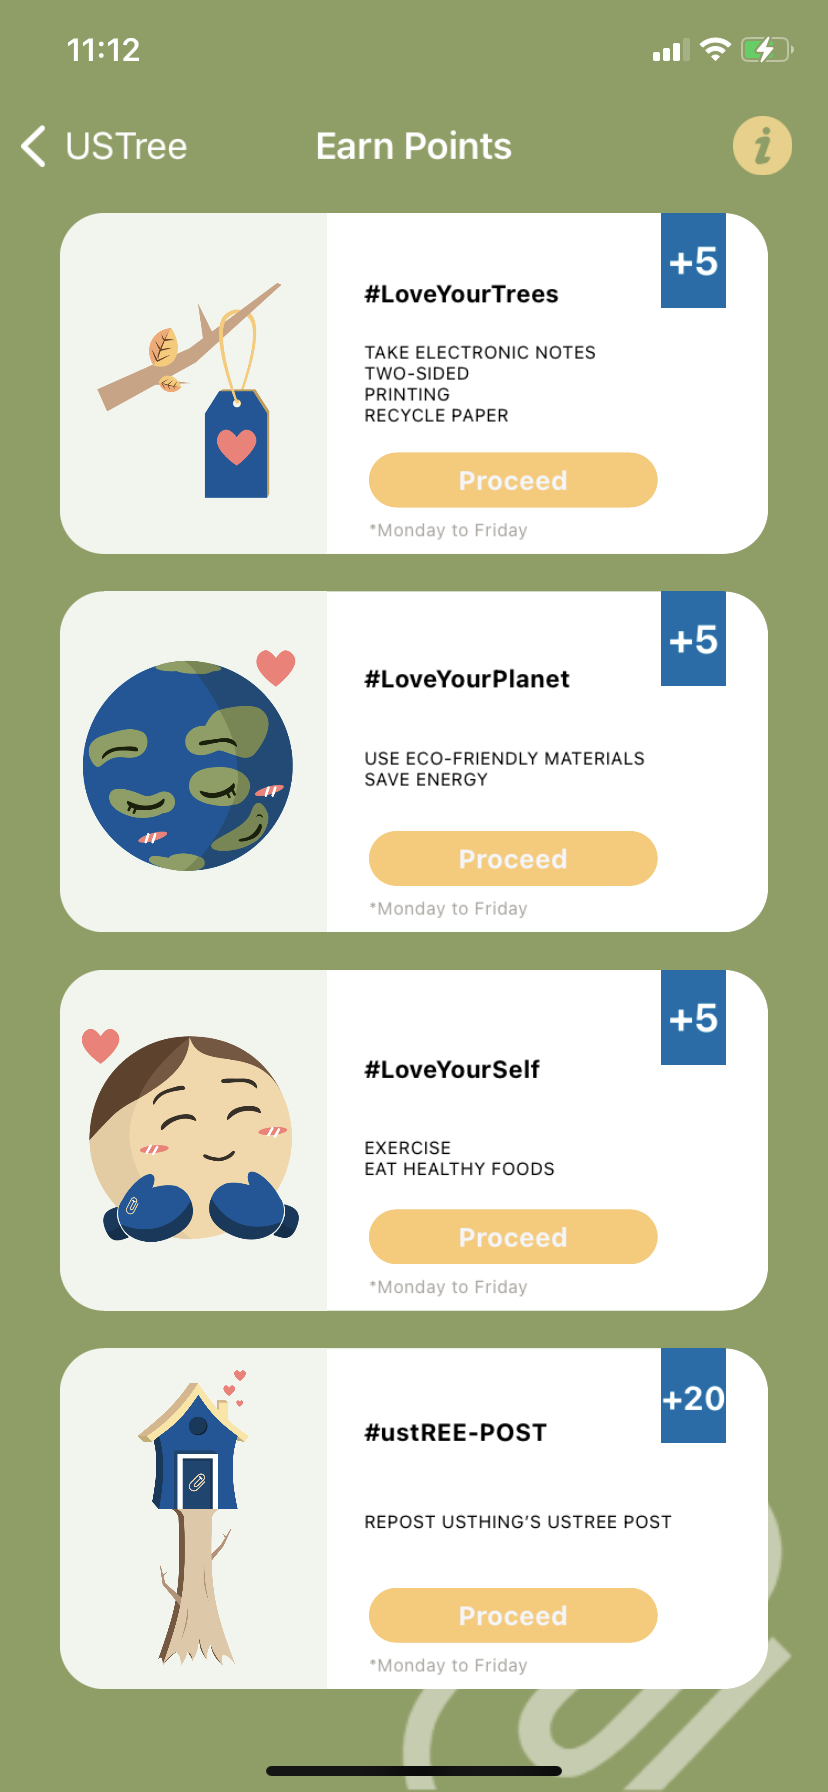 11:12
USTree
Earn Points
i
+5
#LoveYourTrees
TAKE ELECTRONIC NOTES
TWO-SIDED
PRINTING
RECYCLE PAPER
Proceed
*Monday to Friday
+5
#LoveYourPlanet
USE ECO-FRIENDLY MATERIALS
SAVE ENERGY
Proceed
*Monday to Friday
+5
#LoveYourSelf
EXERCISE
EAT HEALTHY FOODS
Proceed
*Monday to Friday
+20
#ustREE-POST
REPOST USTHING’S USTREE POST
Proceed
*Monday to Friday